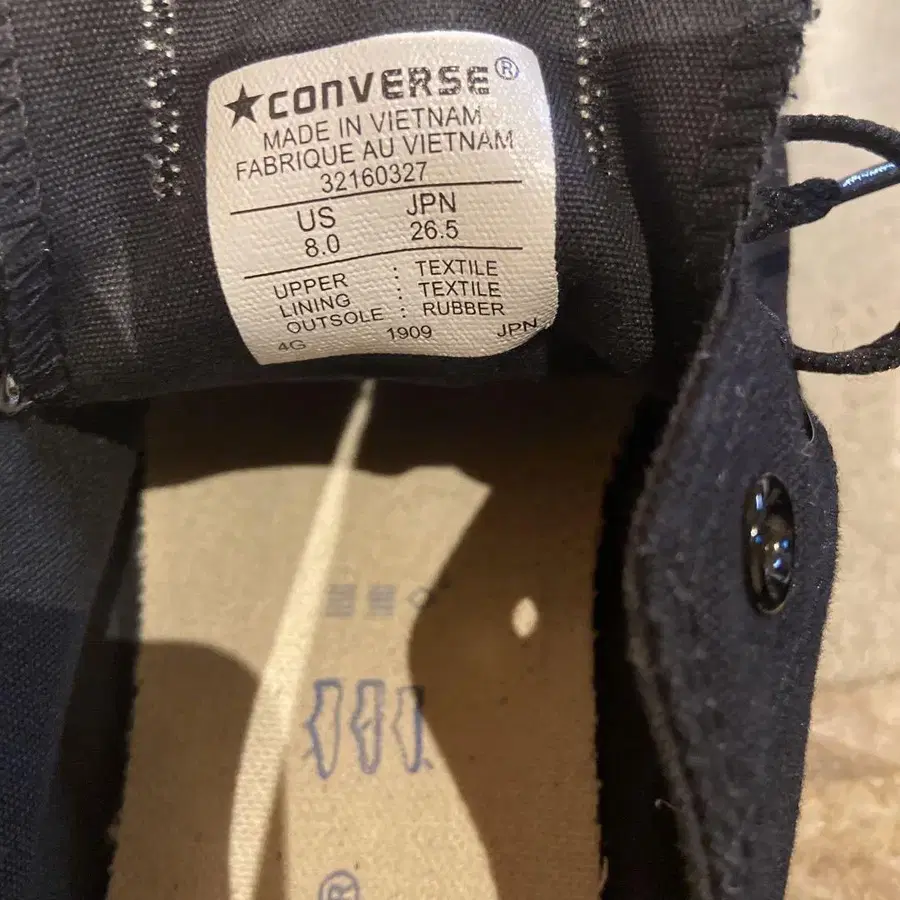 ★CONVERSE®
MADE IN VIETNAM
FABRIQUE AU VIETNAM
32160327
US JPN
8.0 26.5
UPPER : TEXTILE
LINING : TEXTILE
OUTSOLE : RUBBER
4G 1909 JPN
®